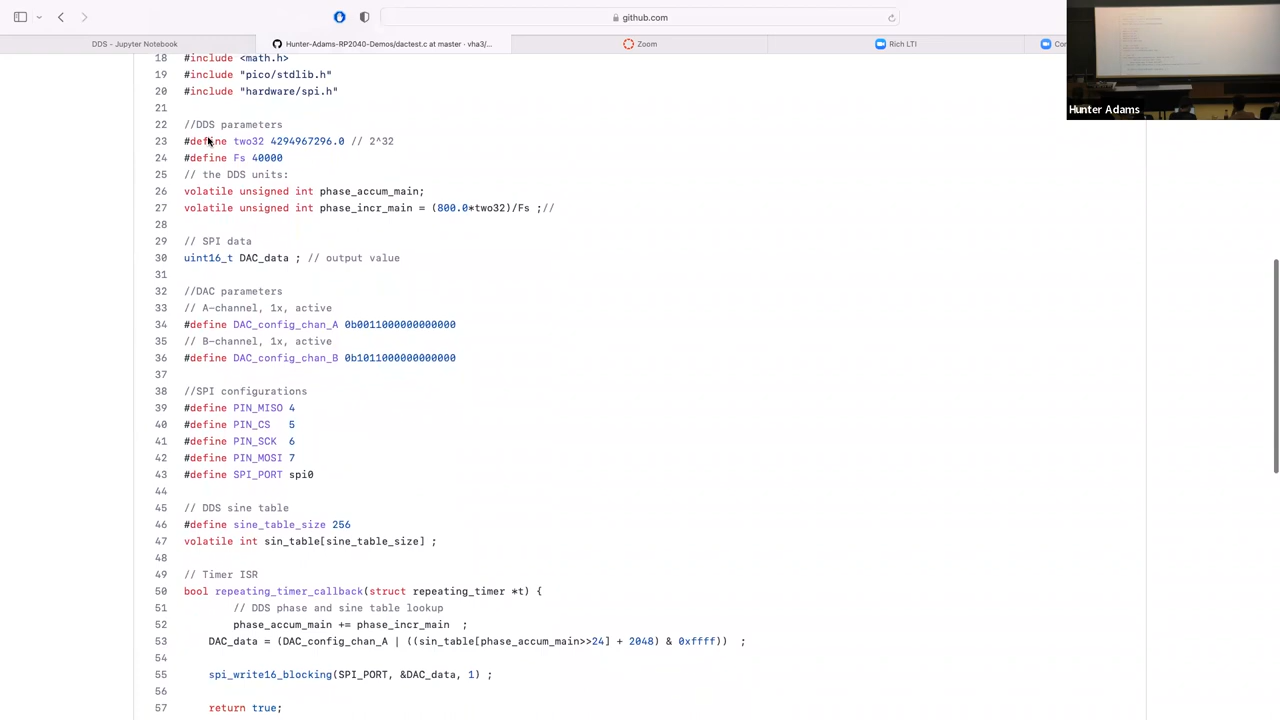 github.com
DDS - Jupyter Notebook
Hunter-Adams-RP2040-Demos/dactest.c at master · vha3/...
Zoom
Rich LTI
Con
Hunter Adams
18 #include <math.h>
19 #include "pico/stdlib.h"
20 #include "hardware/spi.h"
21
22 //DDS parameters
23 #define two32 4294967296.0 // 2^32
24 #define Fs 40000
25 // the DDS units:
26 volatile unsigned int phase_accum_main;
27 volatile unsigned int phase_incr_main = (800.0*two32)/Fs ;//
28
29 // SPI data
30 uint16_t DAC_data ; // output value
31
32 //DAC parameters
33 // A-channel, 1x, active
34 #define DAC_config_chan_A 0b0011000000000000
35 // B-channel, 1x, active
36 #define DAC_config_chan_B 0b1011000000000000
37
38 //SPI configurations
39 #define PIN_MISO 4
40 #define PIN_CS 5
41 #define PIN_SCK 6
42 #define PIN_MOSI 7
43 #define SPI_PORT spi0
44
45 // DDS sine table
46 #define sine_table_size 256
47 volatile int sin_table[sine_table_size] ;
48
49 // Timer ISR
50 bool repeating_timer_callback(struct repeating_timer *t) {
51 // DDS phase and sine table lookup
52 phase_accum_main += phase_incr_main ;
53 DAC_data = (DAC_config_chan_A | ((sin_table[phase_accum_main>>24] + 2048) & 0xffff)) ;
54
55 spi_write16_blocking(SPI_PORT, &DAC_data, 1) ;
56
57 return true;